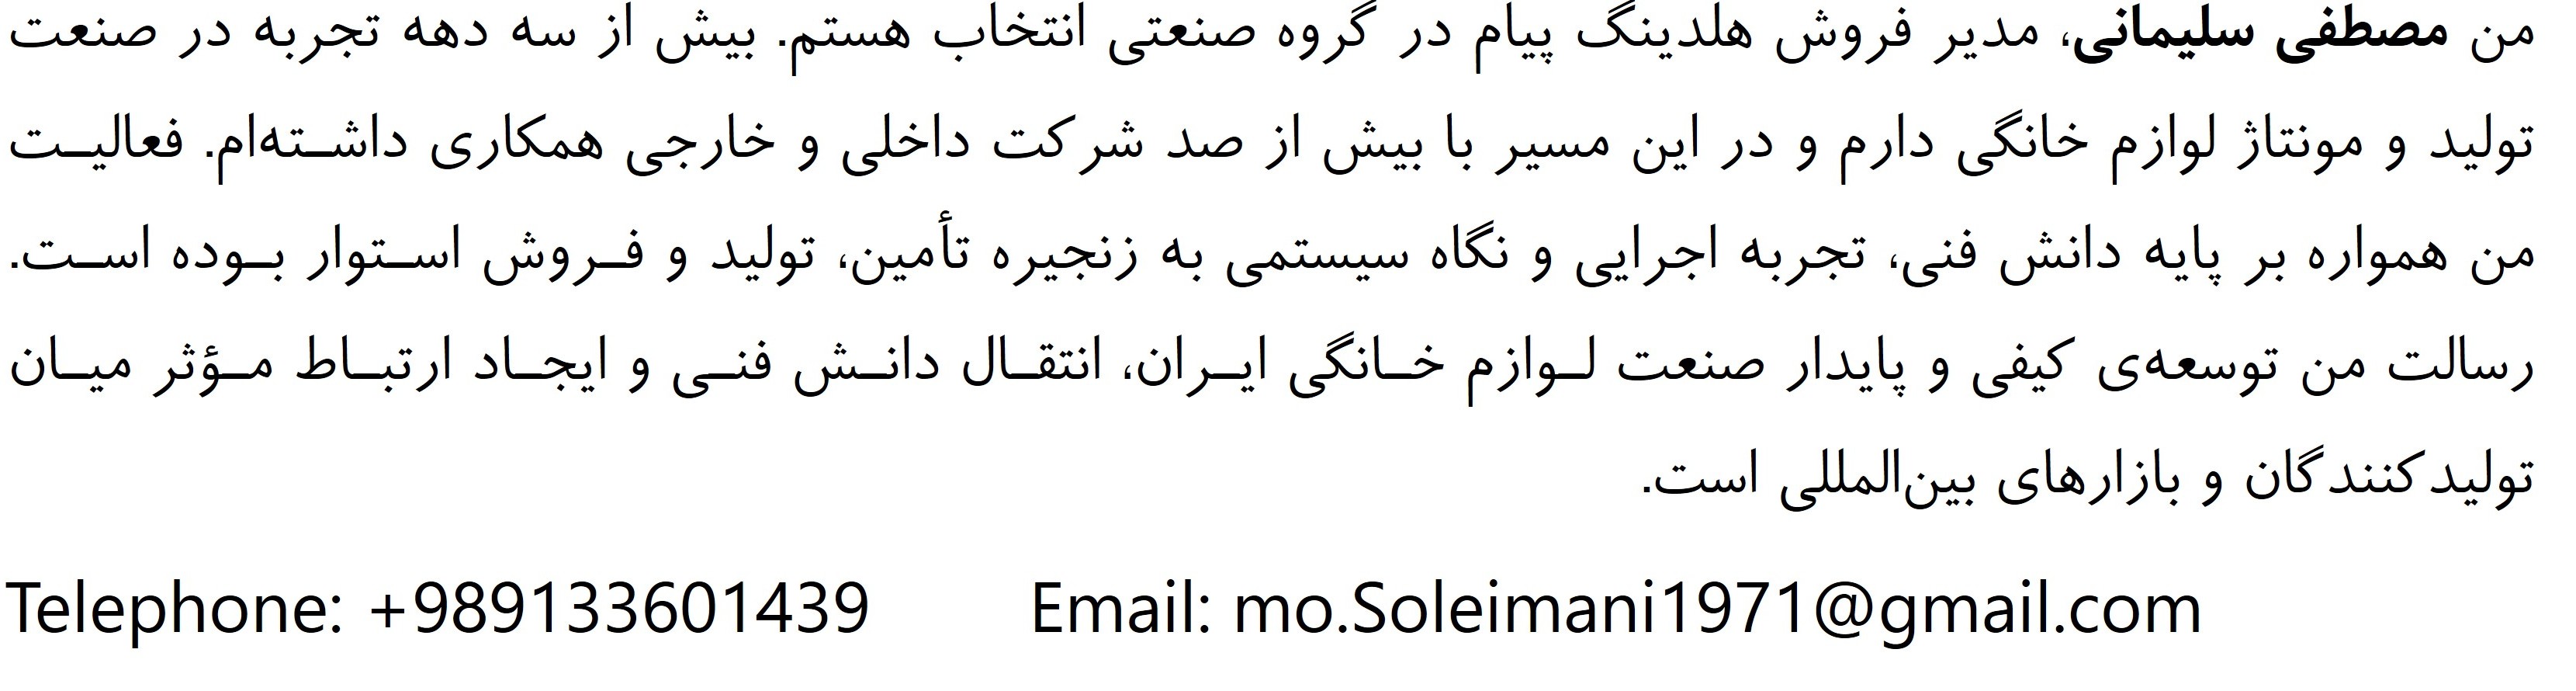 من مصطفی سلیمانی، مدیر فروش هلدینگ پیام در گروه صنعتی انتخاب هستم. بیش از سه دهه تجربه در صنعت
تولید و مونتاژ لوازم خانگی دارم و در این مسیر با بیش از صد شرکت داخلی و خارجی همکاری داشته‌ام. فعالیت
من همواره بر پایه دانش فنی، تجربه اجرایی و نگاه سیستمی به زنجیره تأمین، تولید و فروش استوار بوده است.
رسالت من توسعه‌ی کیفی و پایدار صنعت لوازم خانگی ایران، انتقال دانش فنی و ایجاد ارتباط مؤثر میان
تولیدکنندگان و بازارهای بین‌المللی است.
Telephone: +989133601439 Email: mo.Soleimani1971@gmail.com